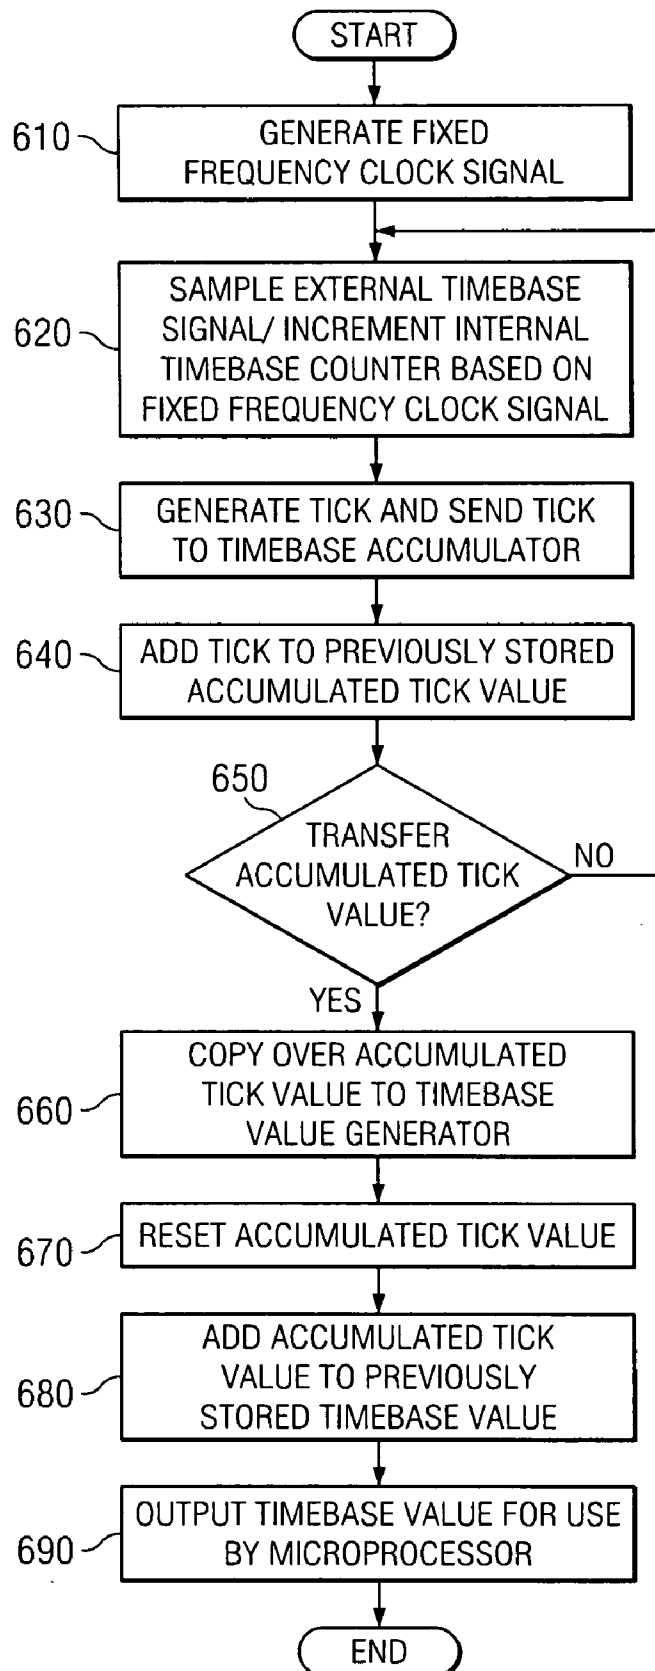 START
610
GENERATE FIXED
FREQUENCY CLOCK SIGNAL
620
SAMPLE EXTERNAL TIMEBASE
SIGNAL/ INCREMENT INTERNAL
TIMEBASE COUNTER BASED ON
FIXED FREQUENCY CLOCK SIGNAL
630
GENERATE TICK AND SEND TICK
TO TIMEBASE ACCUMULATOR
640
ADD TICK TO PREVIOUSLY STORED
ACCUMULATED TICK VALUE
650
TRANSFER
ACCUMULATED TICK
VALUE?
NO
YES
660
COPY OVER ACCUMULATED
TICK VALUE TO TIMEBASE
VALUE GENERATOR
670
RESET ACCUMULATED TICK VALUE
680
ADD ACCUMULATED TICK
VALUE TO PREVIOUSLY
STORED TIMEBASE VALUE
690
OUTPUT TIMEBASE VALUE FOR USE
BY MICROPROCESSOR
END